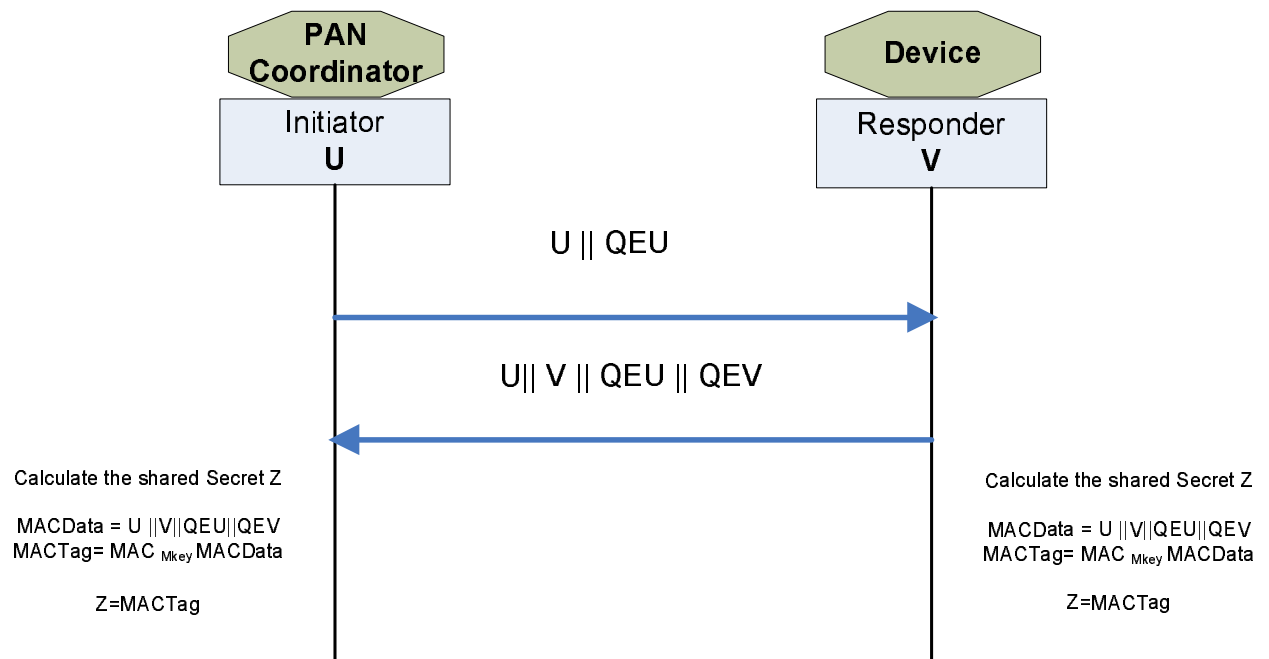 PAN
Coordinator
Device
Initiator
U
Responder
V
U || QEU
U|| V || QEU || QEV
Calculate the shared Secret Z
MACData = U ||V||QEU||QEV
MACTag= MAC Mkey MACData
Z=MACTag
Calculate the shared Secret Z
MACData = U ||V||QEU||QEV
MACTag= MAC Mkey MACData
Z=MACTag